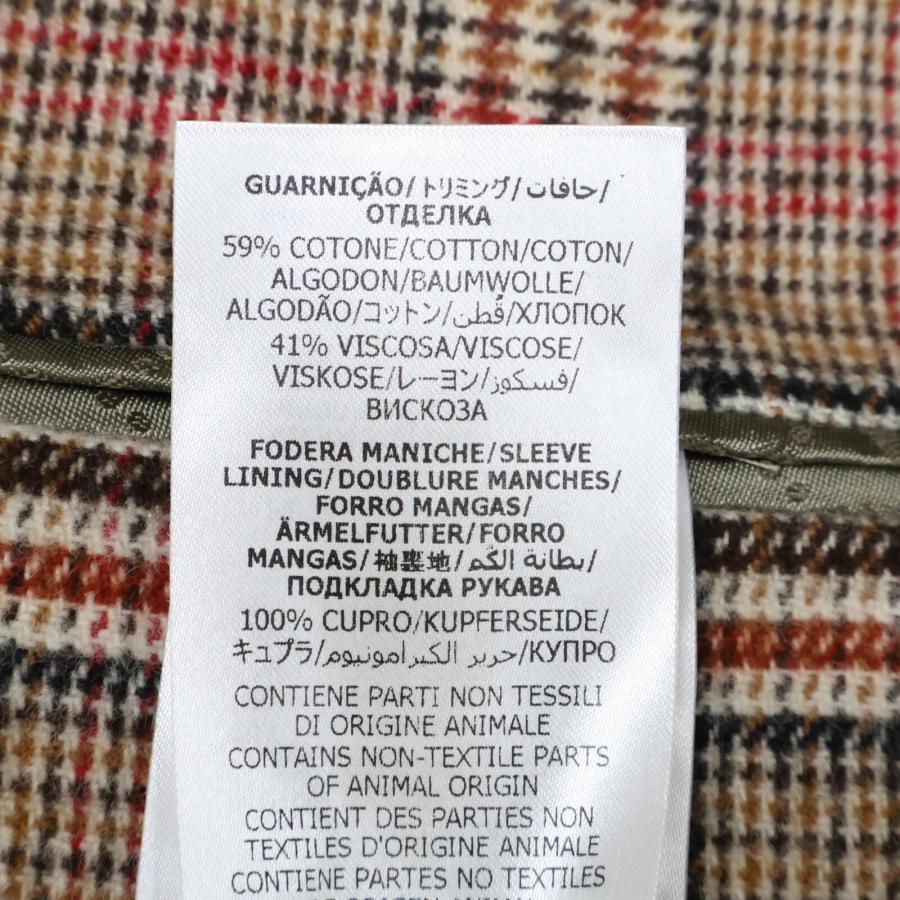 GUARNIÇÃO/トリミング/حافات/
ОТДЕЛКА
59% COTONE/COTTON/COTON/
ALGODON/BAUMWOLLE/
ALGODÃO/コットン/قُطن/ХЛОПОК
41% VISCOSA/VISCOSE/
VISKOSE/レーヨン/فسكوز/
ВИСКОЗА
FODERA MANICHE/SLEEVE
LINING/DOUBLURE MANCHES/
FORRO MANGAS/
ÄRMELFUTTER/FORRO
MANGAS/袖裏地/بطانة الكُم/
ПОДКЛАДКА РУКАВА
100% CUPRO/KUPFERSEIDE/
キュプラ/حرير الكبرامونيوم/КУПРО
CONTIENE PARTI NON TESSILI
DI ORIGINE ANIMALE
CONTAINS NON-TEXTILE PARTS
OF ANIMAL ORIGIN
CONTIENT DES PARTIES NON
TEXTILES D'ORIGINE ANIMALE
CONTIENE PARTES NO TEXTILES